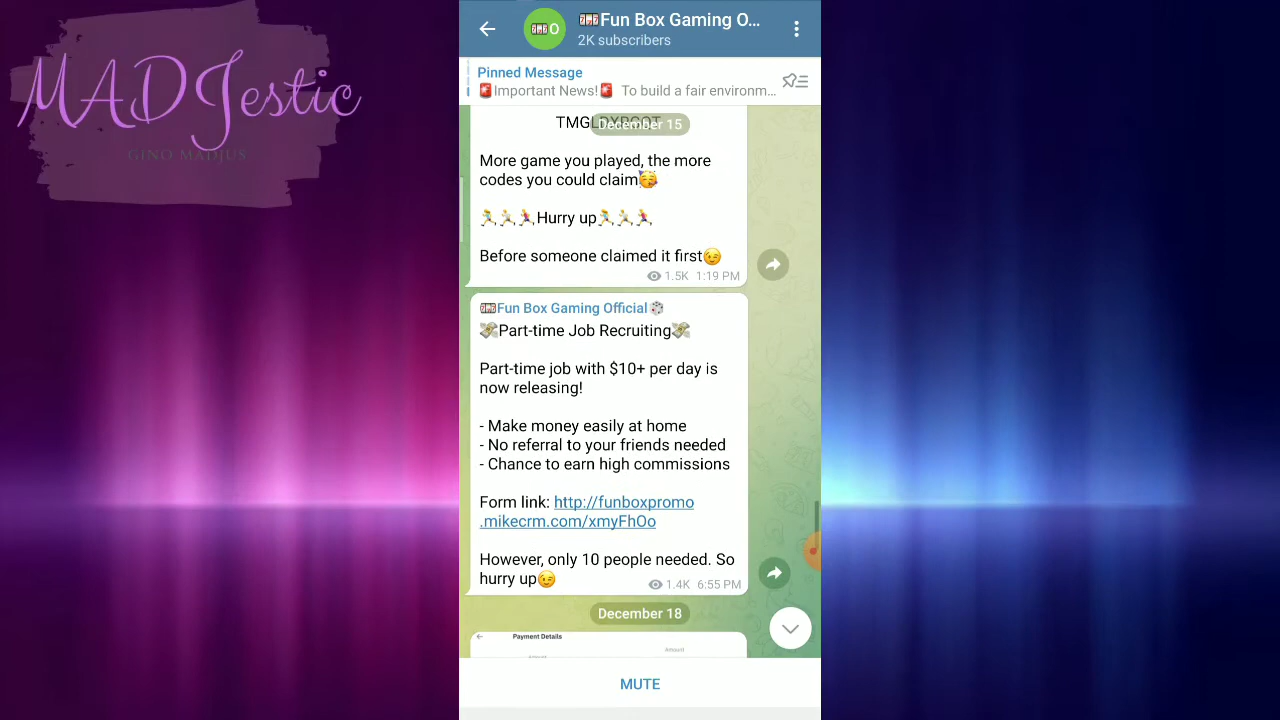 MADJestic
GINO MADJUS
🎰Fun Box Gaming O...
2K subscribers
Pinned Message
🚨Important News!🚨 To build a fair environm...
December 15
More game you played, the more
codes you could claim🥳
🏃🏃🏃Hurry up🏃🏃🏃
Before someone claimed it first😉
1.5K 1:19 PM
🎰Fun Box Gaming Official🎲
💸Part-time Job Recruiting💸
Part-time job with $10+ per day is
now releasing!
- Make money easily at home
- No referral to your friends needed
- Chance to earn high commissions
Form link: http://funboxpromo
.mikecrm.com/xmyFhOo
However, only 10 people needed. So
hurry up😉
1.4K 6:55 PM
December 18
Payment Details
Amount
Amount
MUTE